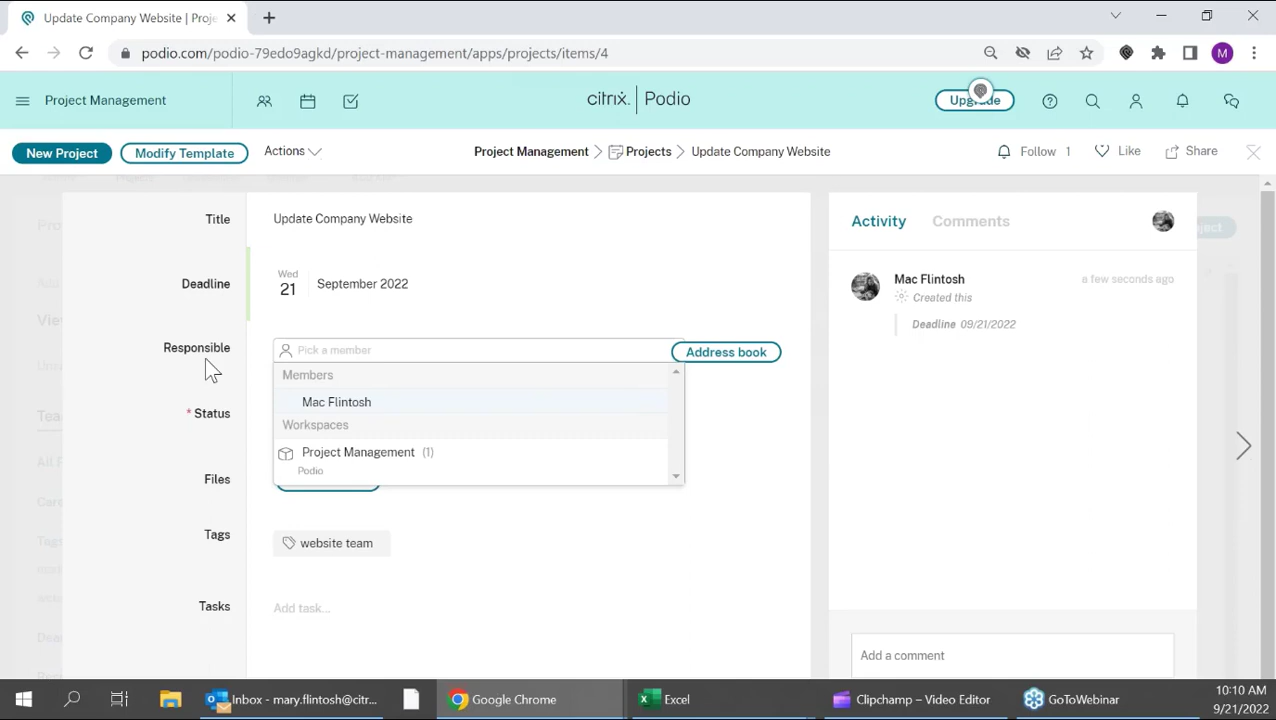 Update Company Website | Proje
podio.com/podio-79edo9agkd/project-management/apps/projects/items/4
M
Project Management
citrix. | Podio
Upgrade
New Project
Modify Template
Actions
Project Management
Projects
Update Company Website
Follow 1
Like
Share
Title
Update Company Website
Activity
Comments
Deadline
Wed
21
September 2022
Mac Flintosh
a few seconds ago
Created this
Deadline 09/21/2022
Responsible
Pick a member
Address book
Members
Mac Flintosh
* Status
Workspaces
Project Management (1)
Podio
Files
Tags
website team
Tasks
Add task...
Add a comment
Inbox - mary.flintosh@citr...
Google Chrome
Excel
Clipchamp – Video Editor
GoToWebinar
10:10 AM
9/21/2022